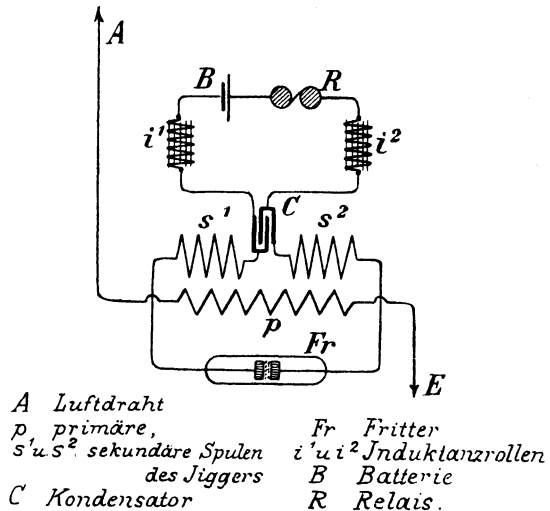 A
B
R
i¹
i²
C
s¹
s²
p
Fr
E
A Luftdraht
p primäre,
s¹u.s² sekundäre Spulen
des Jiggers
C Kondensator
Fr Fritter
i¹u i² Induktanzrollen
B Batterie
R Relais.